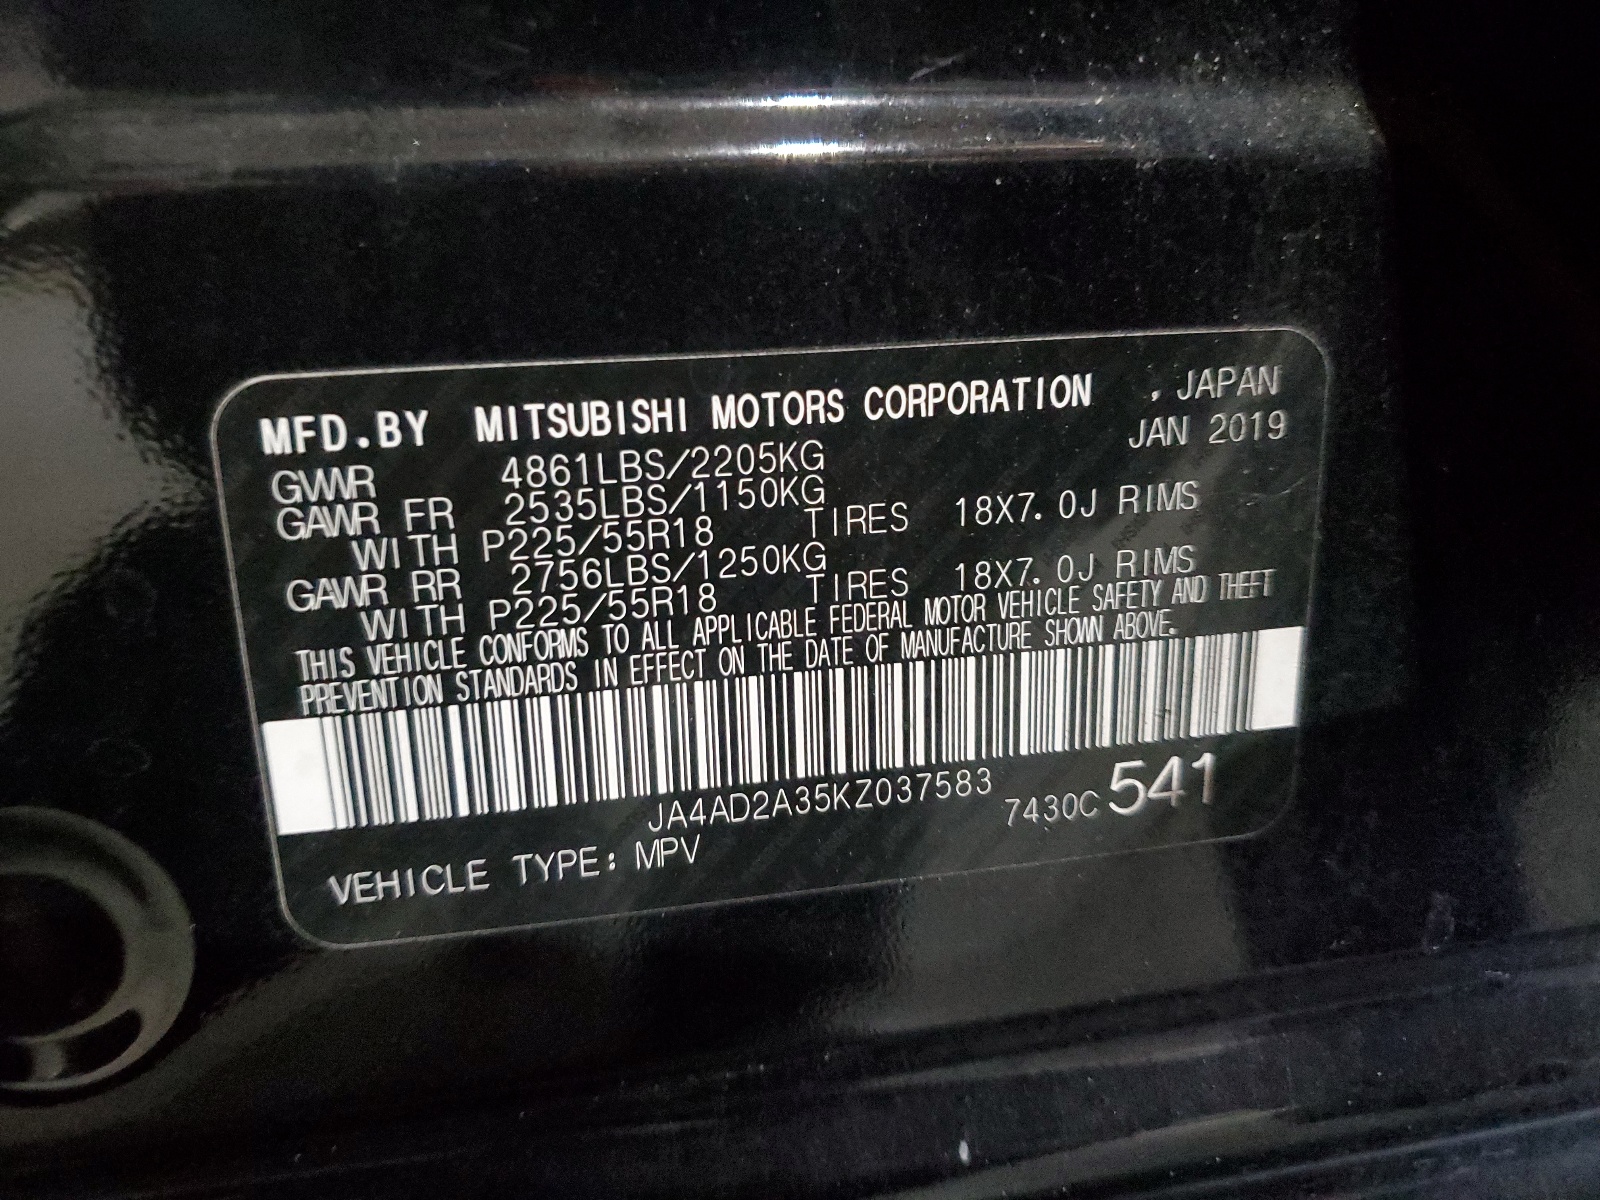 MFD.BY MITSUBISHI MOTORS CORPORATION , JAPAN
JAN 2019
GVWR 4861LBS/2205KG
GAWR FR 2535LBS/1150KG
WITH P225/55R18 TIRES 18X7.0J RIMS
GAWR RR 2756LBS/1250KG
WITH P225/55R18 TIRES 18X7.0J RIMS
THIS VEHICLE CONFORMS TO ALL APPLICABLE FEDERAL MOTOR VEHICLE SAFETY AND THEFT
PREVENTION STANDARDS IN EFFECT ON THE DATE OF MANUFACTURE SHOWN ABOVE.
JA4AD2A35KZ037583
7430C 541
VEHICLE TYPE: MPV